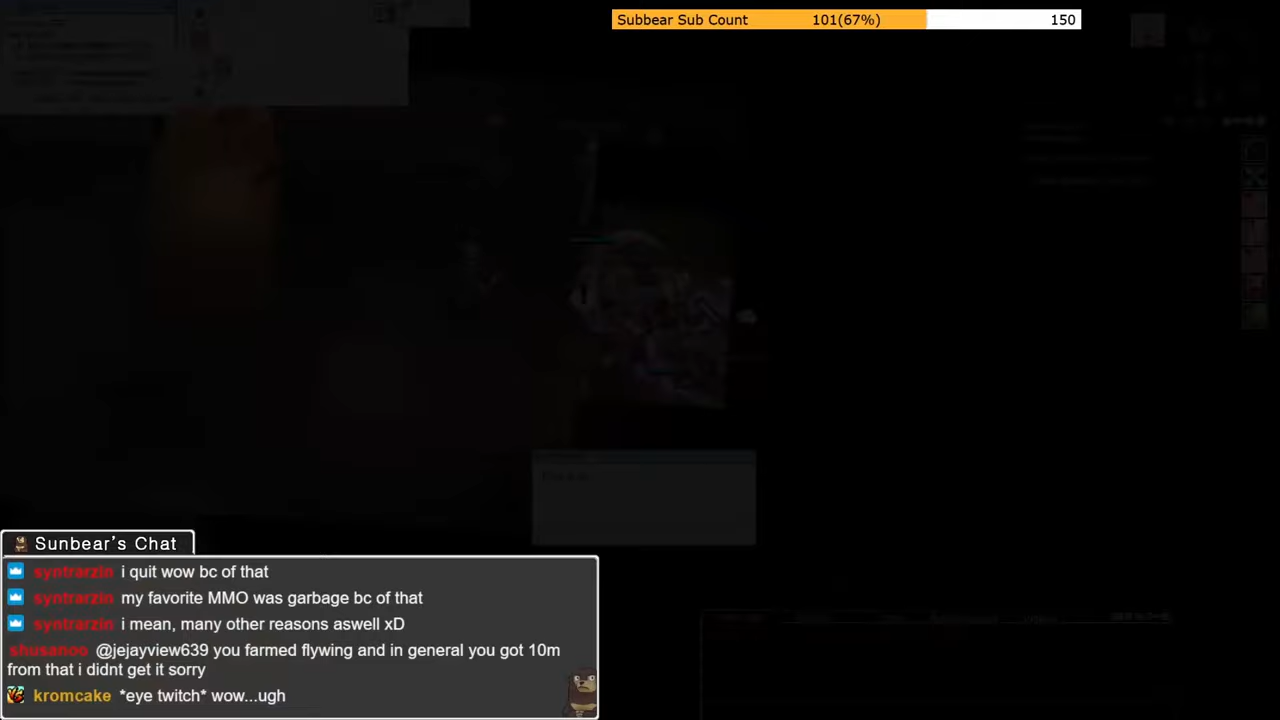 Subbear Sub Count 101(67%) 150
Sunbear's Chat
syntrarzin i quit wow bc of that
syntrarzin my favorite MMO was garbage bc of that
syntrarzin i mean, many other reasons aswell xD
shusanoo @jejayview639 you farmed flywing and in general you got 10m
from that i didnt get it sorry
kromcake *eye twitch* wow...ugh